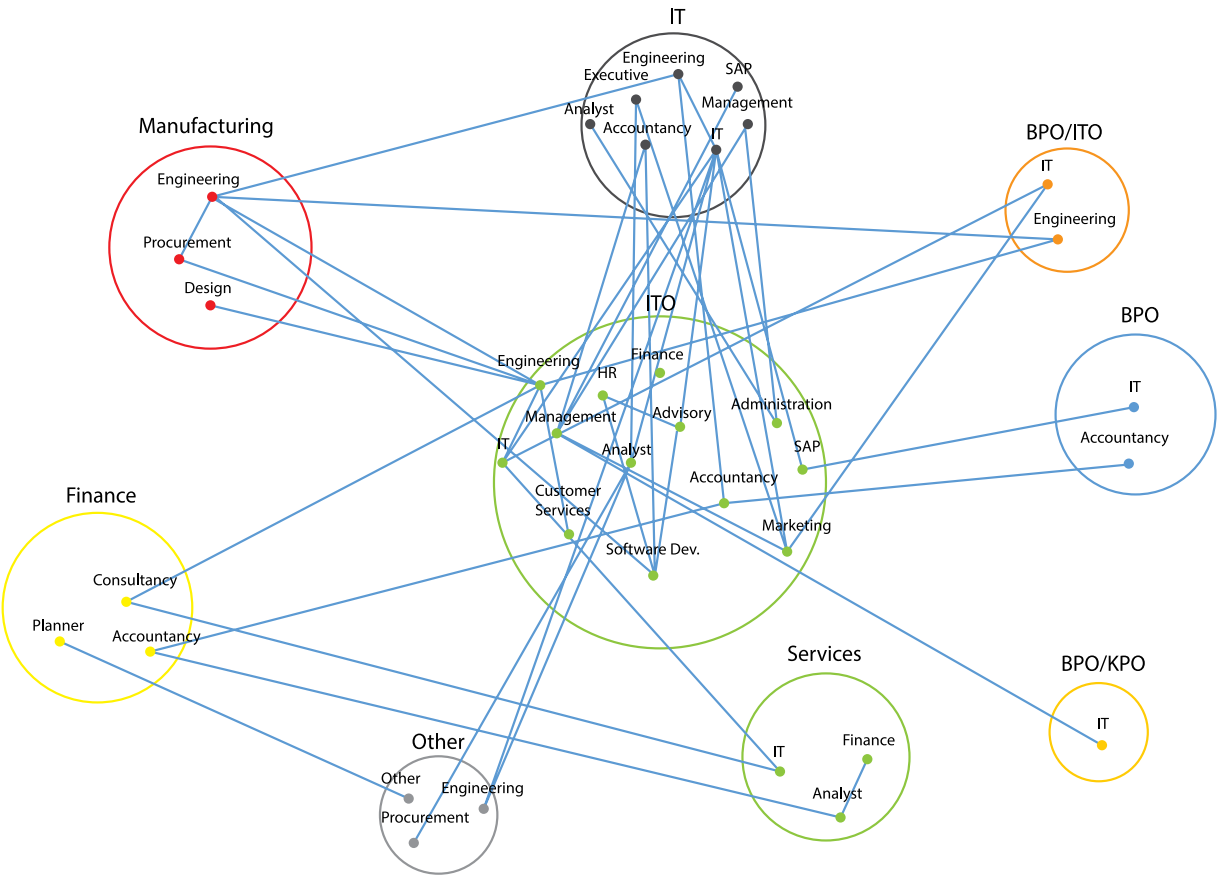 IT
Engineering
SAP
Executive
Management
Analyst
Accountancy
IT
Manufacturing
Engineering
Procurement
Design
BPO/ITO
IT
Engineering
ITO
Finance
Engineering
HR
Administration
Advisory
Management
IT
SAP
Analyst
Accountancy
Customer
Services
Marketing
Software Dev.
BPO
IT
Accountancy
Finance
Consultancy
Planner
Accountancy
Services
IT
Finance
Analyst
BPO/KPO
IT
Other
Other
Engineering
Procurement